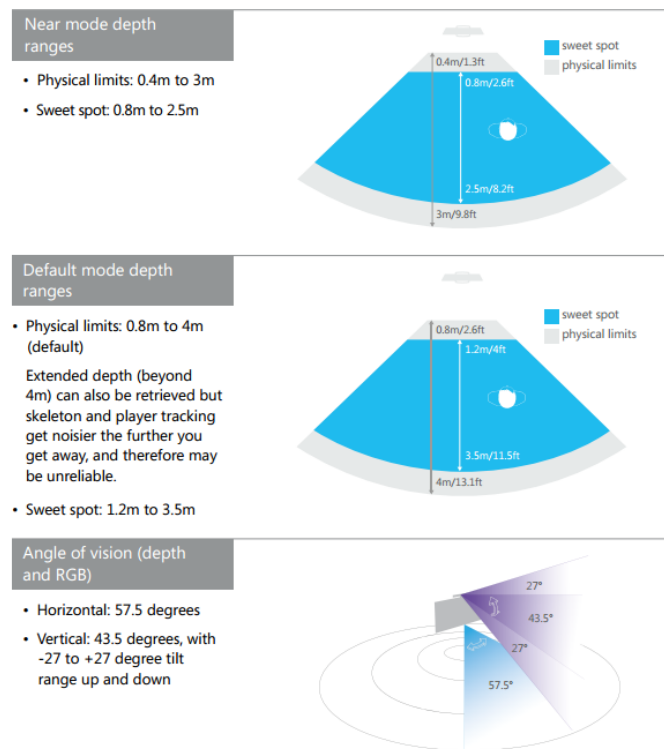 Near mode depth
ranges
• Physical limits: 0.4m to 3m
• Sweet spot: 0.8m to 2.5m
0.4m/1.3ft
0.8m/2.6ft
2.5m/8.2ft
3m/9.8ft
sweet spot
physical limits
Default mode depth
ranges
• Physical limits: 0.8m to 4m
(default)
Extended depth (beyond
4m) can also be retrieved but
skeleton and player tracking
get noisier the further you
get away, and therefore may
be unreliable.
• Sweet spot: 1.2m to 3.5m
0.8m/2.6ft
1.2m/4ft
3.5m/11.5ft
4m/13.1ft
sweet spot
physical limits
Angle of vision (depth
and RGB)
• Horizontal: 57.5 degrees
• Vertical: 43.5 degrees, with
-27 to +27 degree tilt
range up and down
27°
43.5°
27°
57.5°